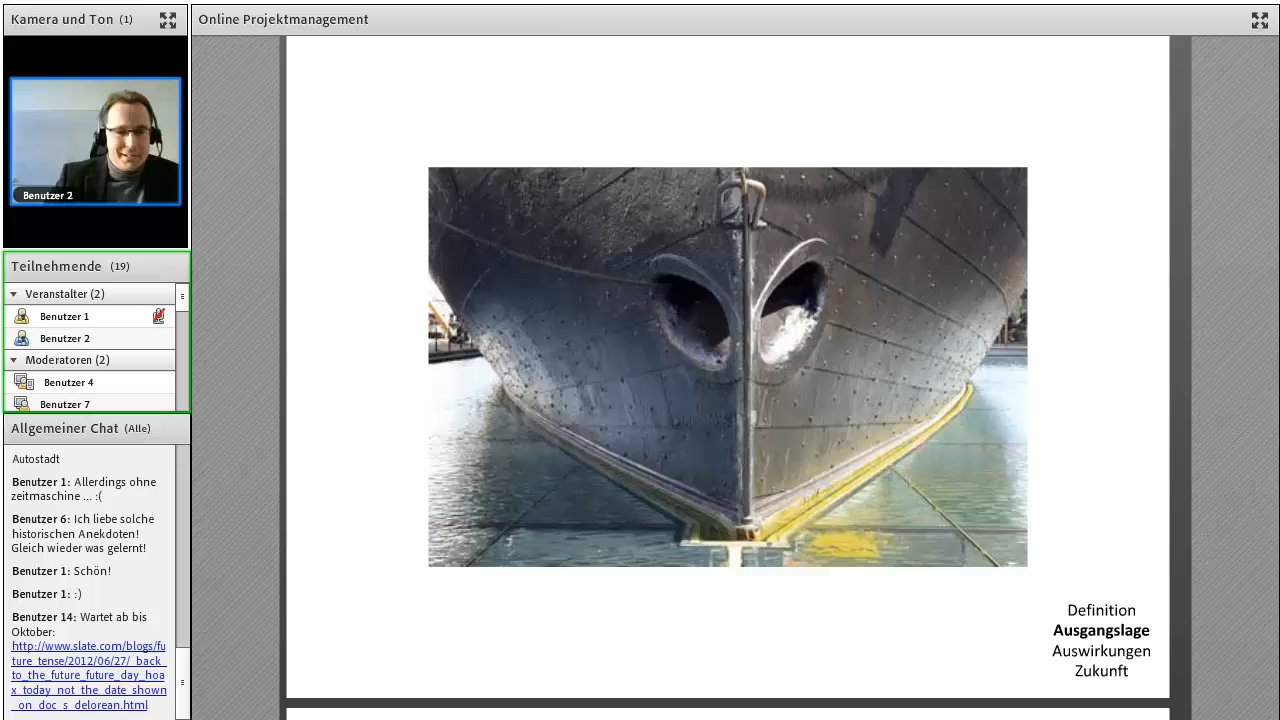 Kamera und Ton (1)
Online Projektmanagement
Benutzer 2
Teilnehmende (19)
Veranstalter (2)
Benutzer 1
Benutzer 2
Moderatoren (2)
Benutzer 4
Benutzer 7
Allgemeiner Chat (Alle)
Autostadt
Benutzer 1: Allerdings ohne
zeitmaschine ... :(
Benutzer 6: Ich liebe solche
historischen Anekdoten!
Gleich wieder was gelernt!
Benutzer 1: Schön!
Benutzer 1: :)
Benutzer 14: Wartet ab bis
Oktober:
http://www.slate.com/blogs/fu
ture_tense/2012/06/27/_back_
to_the_future_future_day_hoa
x_today_not_the_date_shown
_on_doc_s_delorean.html
Definition
Ausgangslage
Auswirkungen
Zukunft